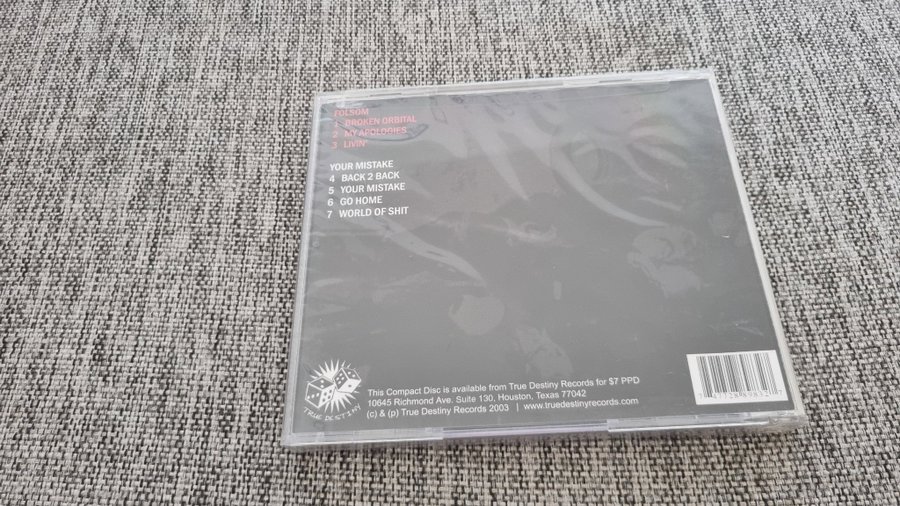 FOLSOM
1 BROKEN ORBITAL
2 MY APOLOGIES
3 LIVIN'
YOUR MISTAKE
4 BACK 2 BACK
5 YOUR MISTAKE
6 GO HOME
7 WORLD OF SHIT
TRUE DESTINY
This Compact Disc is available from True Destiny Records for $7 PPD
10645 Richmond Ave. Suite 130, Houston, Texas 77042
(c) & (p) True Destiny Records 2003 | www.truedestinyrecords.com